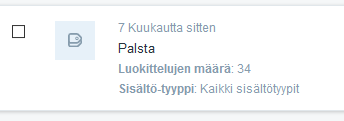 7 Kuukautta sitten
Palsta
Luokittelujen määrä: 34
Sisältö-tyyppi: Kaikki sisältötyypit